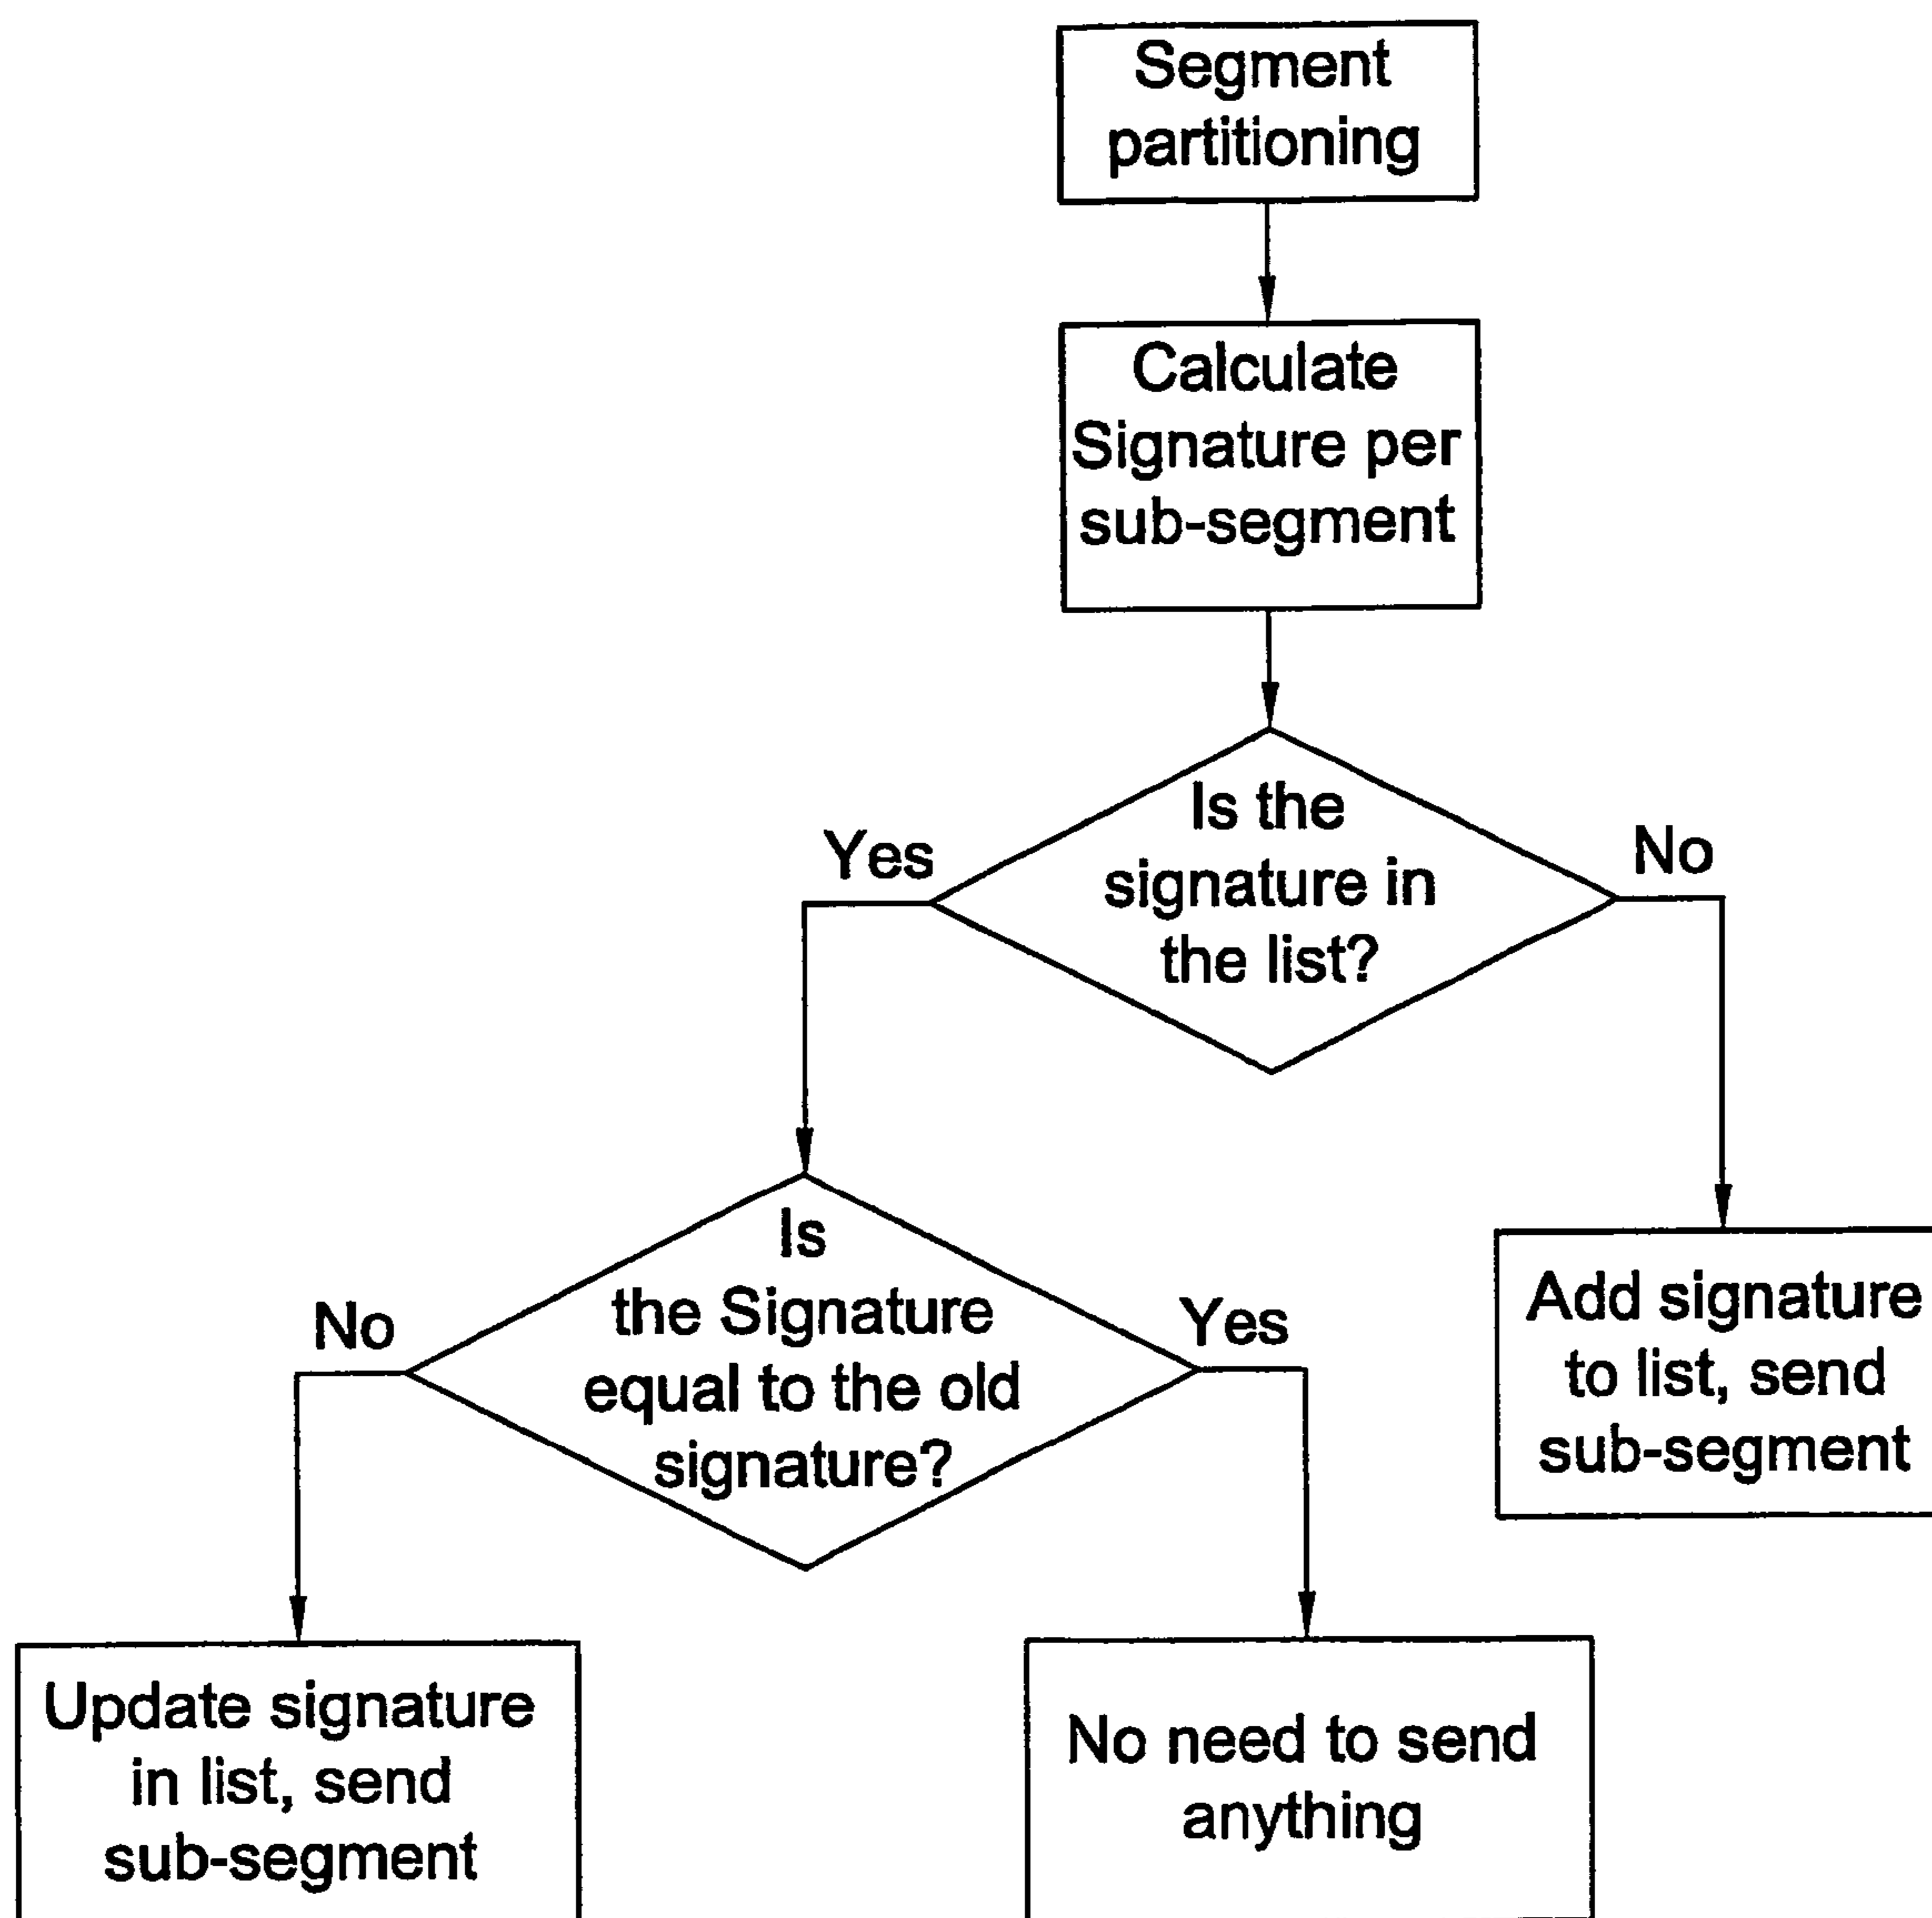 Segment
partitioning
Calculate
Signature per
sub-segment
Is the
signature in
the list?
Yes
No
Is
the Signature
equal to the old
signature?
No
Yes
Add signature
to list, send
sub-segment
Update signature
in list, send
sub-segment
No need to send
anything